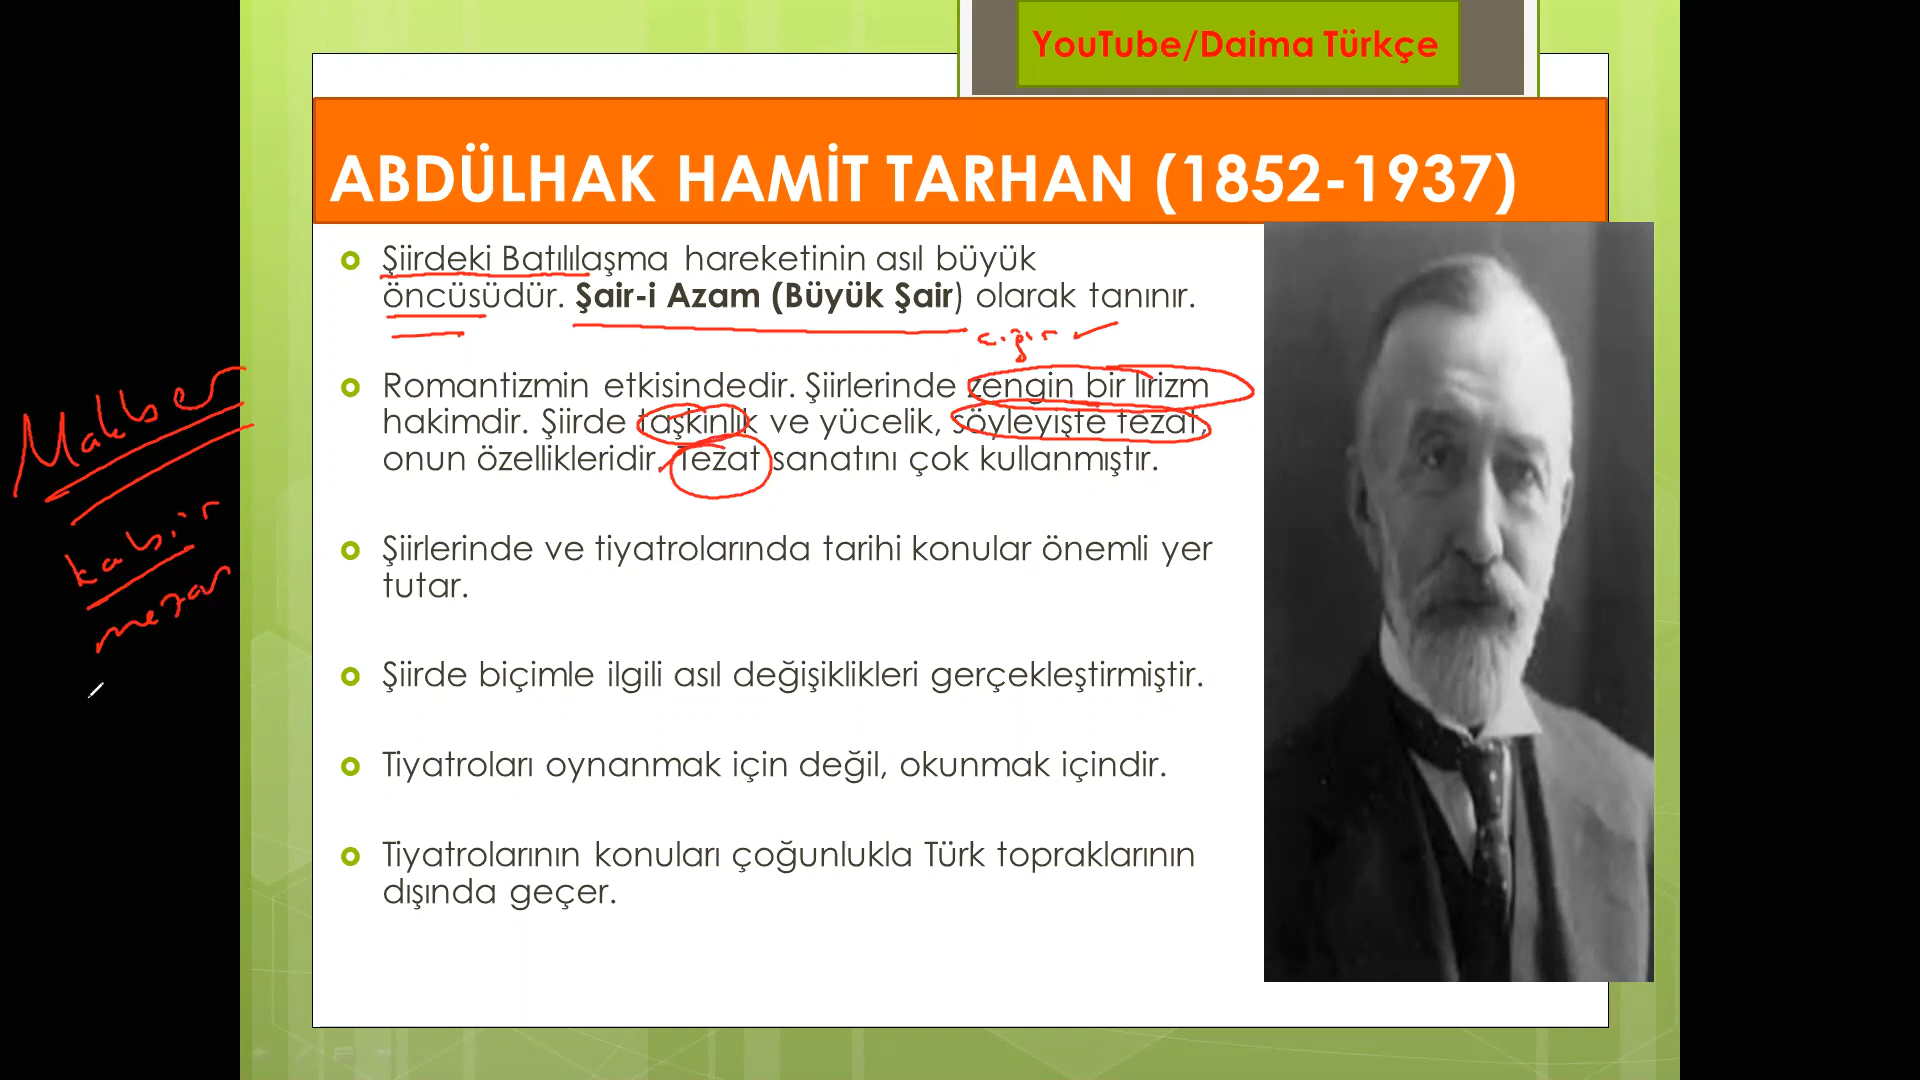 YouTube/Daima Türkçe
ABDÜLHAK HAMİT TARHAN (1852-1937)
Şiirdeki Batılılaşma hareketinin asıl büyük
öncüsüdür. Şair-i Azam (Büyük Şair) olarak tanınır.
çığır
Romantizmin etkisindedir. Şiirlerinde zengin bir lirizm
hakimdir. Şiirde taşkınlık ve yücelik, söyleyişte tezat,
onun özellikleridir. Tezat sanatını çok kullanmıştır.
Makber
kabir
mezar
Şiirlerinde ve tiyatrolarında tarihi konular önemli yer
tutar.
Şiirde biçimle ilgili asıl değişiklikleri gerçekleştirmiştir.
Tiyatroları oynanmak için değil, okunmak içindir.
Tiyatrolarının konuları çoğunlukla Türk topraklarının
dışında geçer.